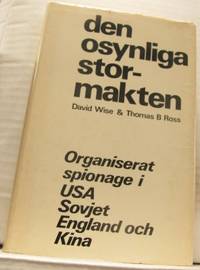 den
osynliga
stor-
makten
David Wise & Thomas B Ross
Organiserat
spionage i
USA
Sovjet
England och
Kina